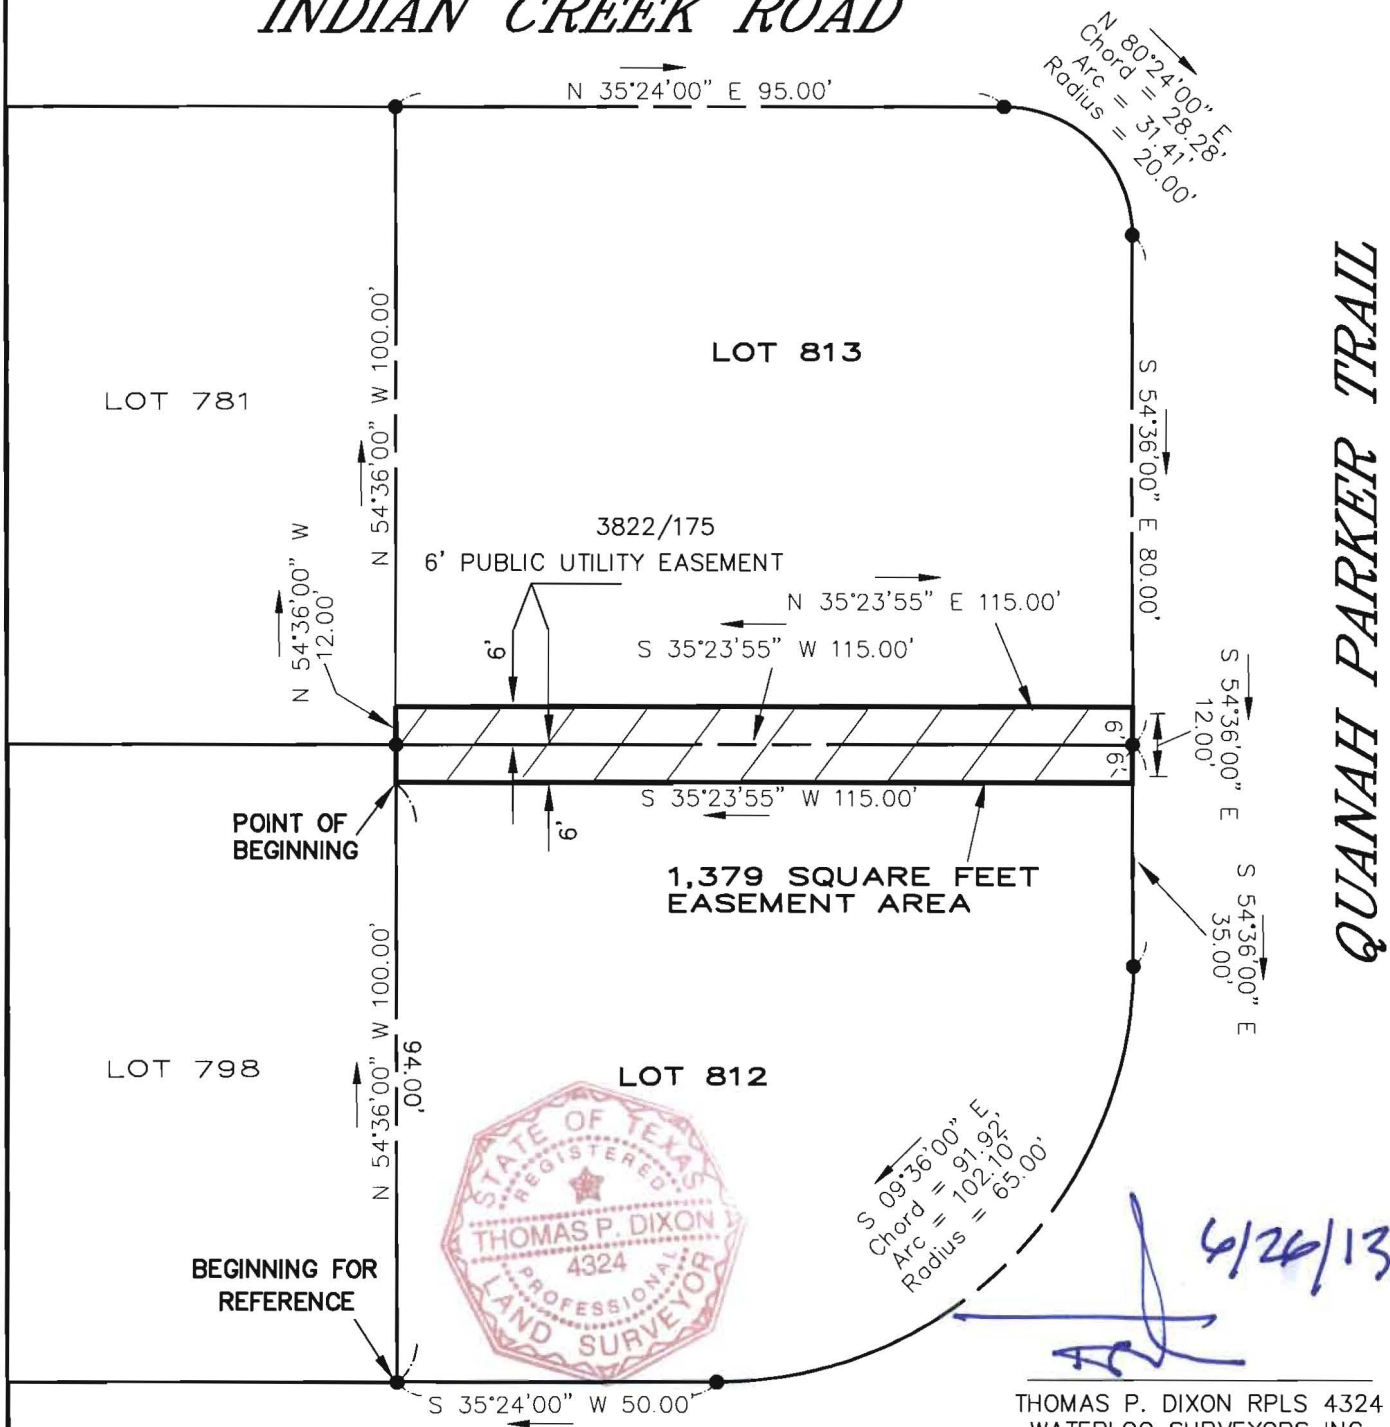 INDIAN CREEK ROAD
N 35°24'00" E 95.00'
N 80°24'00" E
Chord = 28.28'
Arc = 31.41'
Radius = 20.00'
QUANAH PARKER TRAIL
LOT 781
N 54°36'00" W 100.00'
LOT 813
S 54°36'00" E 80.00'
3822/175
6' PUBLIC UTILITY EASEMENT
N 54°36'00" W
12.00'
N 35°23'55" E 115.00'
S 35°23'55" W 115.00'
6'
S 54°36'00" E
12.00'
6'
6'
S 35°23'55" W 115.00'
6'
POINT OF
BEGINNING
1,379 SQUARE FEET
EASEMENT AREA
S 54°36'00" E
35.00'
LOT 798
N 54°36'00" W 100.00'
94.00'
LOT 812
STATE OF TEXAS
REGISTERED
THOMAS P. DIXON
4324
PROFESSIONAL
LAND SURVEYOR
S 09°36'00" E
Chord = 91.92'
Arc = 102.10'
Radius = 65.00'
6/26/13
BEGINNING FOR
REFERENCE
S 35°24'00" W 50.00'
THOMAS P. DIXON RPLS 4324
WATERLOO SURVEYORS INC.